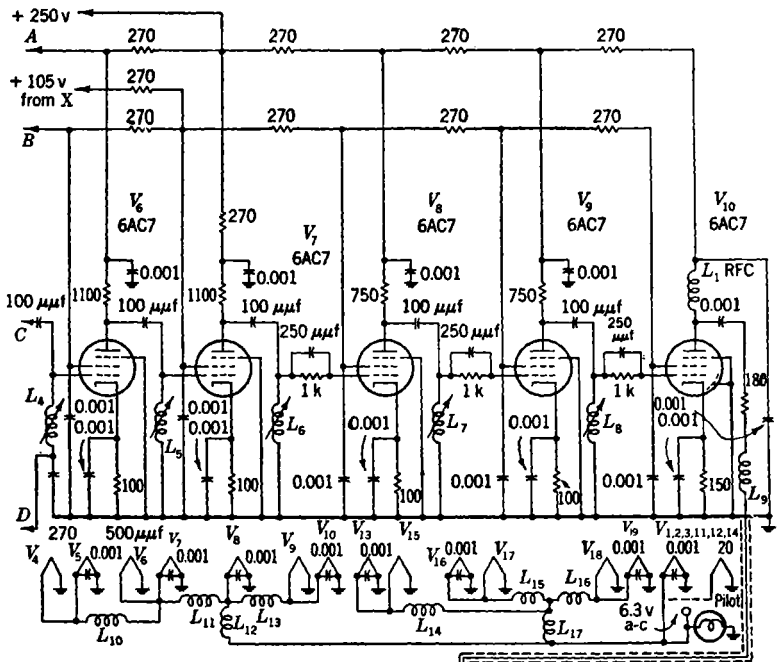 + 250 v
A 270 270 270 270
+ 105 v 270
from X
B 270 270 270 270
V6 V8 V9 V10
6AC7 6AC7 6AC7 6AC7
270
V7
6AC7
L1 RFC
0.001 0.001 0.001 0.001 0.001
1100 1100 750 750
100 μμf 100 μμf 100 μμf 100 μμf 100 μμf
250 μμf 250 μμf 250 μμf
C
1 k 1 k 1 k
180
L4 L5 L6 L7 L8 L9
0.001 0.001 0.001 0.001
0.001 0.001 0.001 0.001
0.001 0.001 0.001
100 100 100 100 150
D
270 500 μμf
V4 V5 0.001 V6 V7 0.001 V8 0.001 V9 V10 0.001 V13 0.001 V15 V16 0.001 V17 V18 V19 0.001 V1,2,3,11,12,14 0.001 20
L10 L11 L12 L13 L14 L15 L16 L17
6.3 v
a-c
Pilot